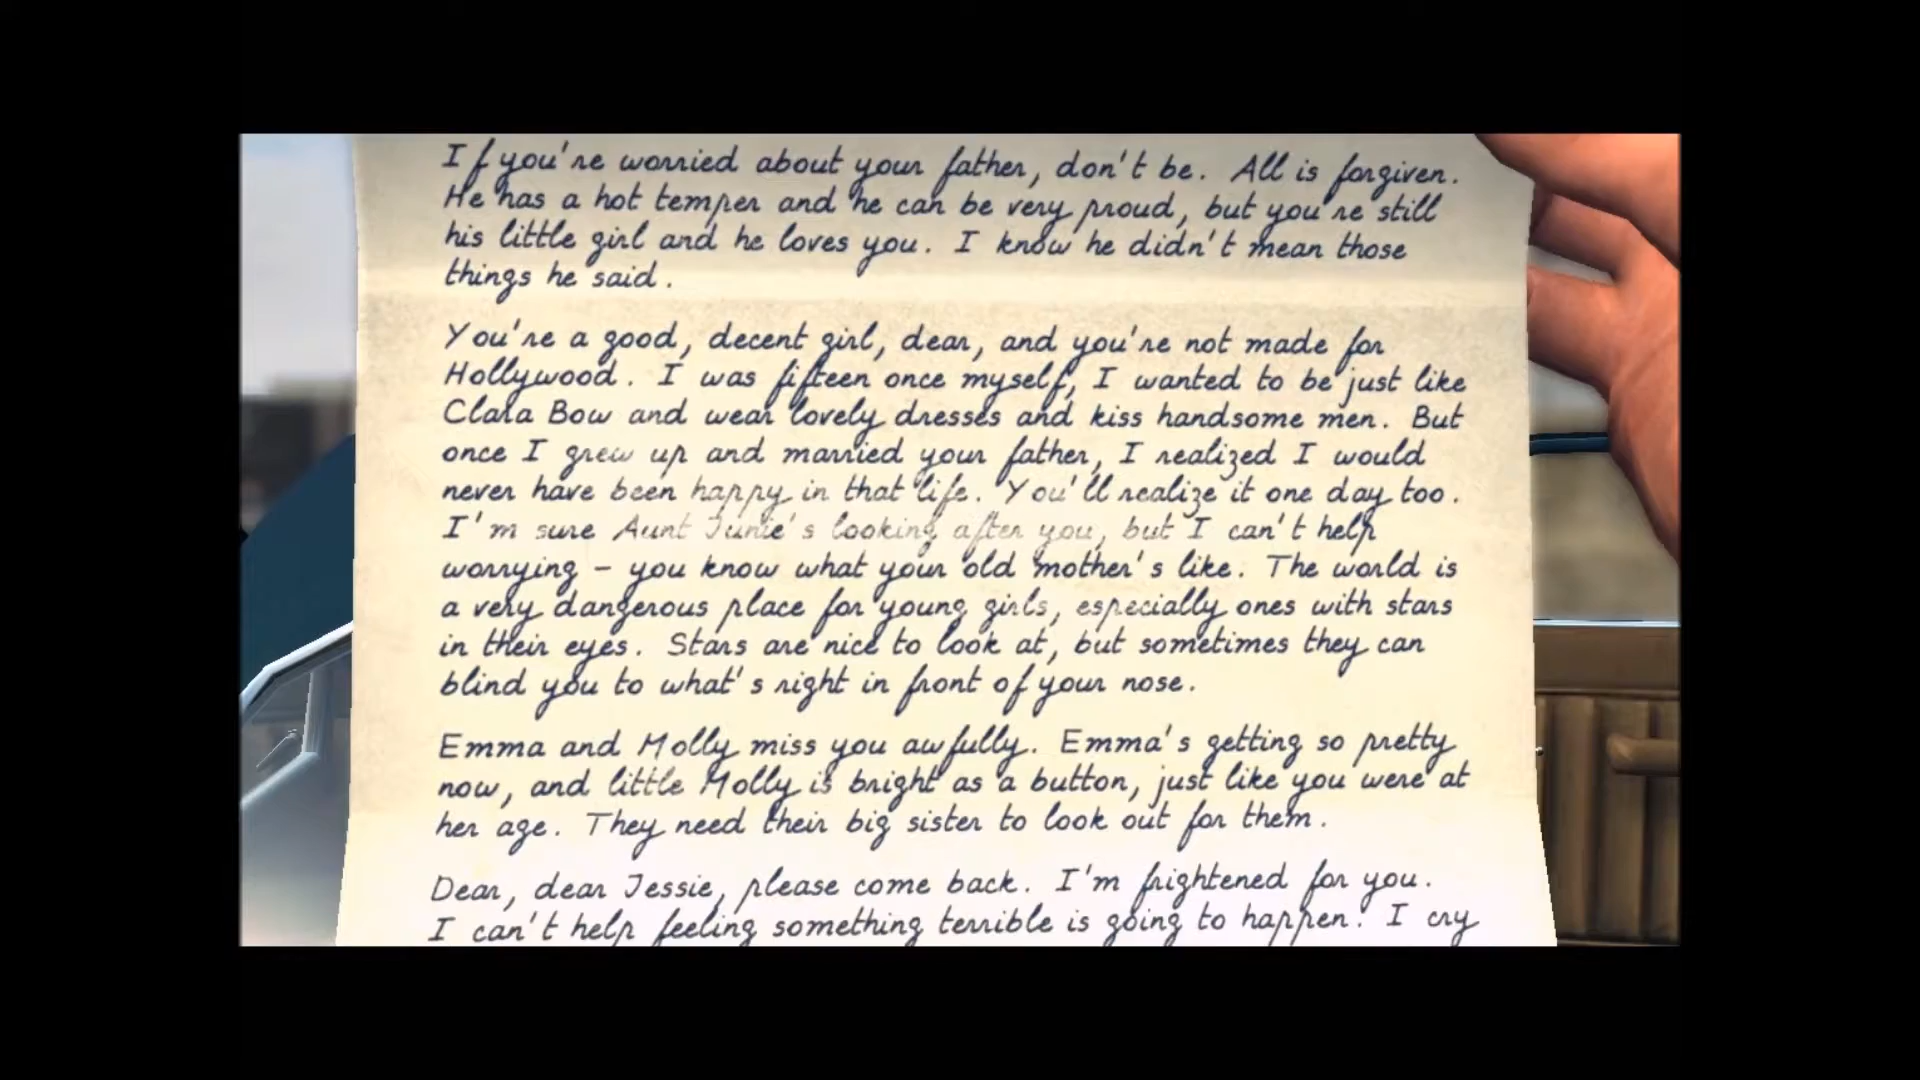 If you're worried about your father, don't be. All is forgiven.
He has a hot temper and he can be very proud, but you're still
his little girl and he loves you. I know he didn't mean those
things he said.
You're a good, decent girl, dear, and you're not made for
Hollywood. I was fifteen once myself, I wanted to be just like
Clara Bow and wear lovely dresses and kiss handsome men. But
once I grew up and married your father, I realized I would
never have been happy in that life. You'll realize it one day too.
I'm sure Aunt Junie's looking after you, but I can't help
worrying - you know what your old mother's like. The world is
a very dangerous place for young girls, especially ones with stars
in their eyes. Stars are nice to look at, but sometimes they can
blind you to what's right in front of your nose.
Emma and Molly miss you awfully. Emma's getting so pretty
now, and little Molly is bright as a button, just like you were at
her age. They need their big sister to look out for them.
Dear, dear Jessie, please come back. I'm frightened for you.
I can't help feeling something terrible is going to happen. I cry